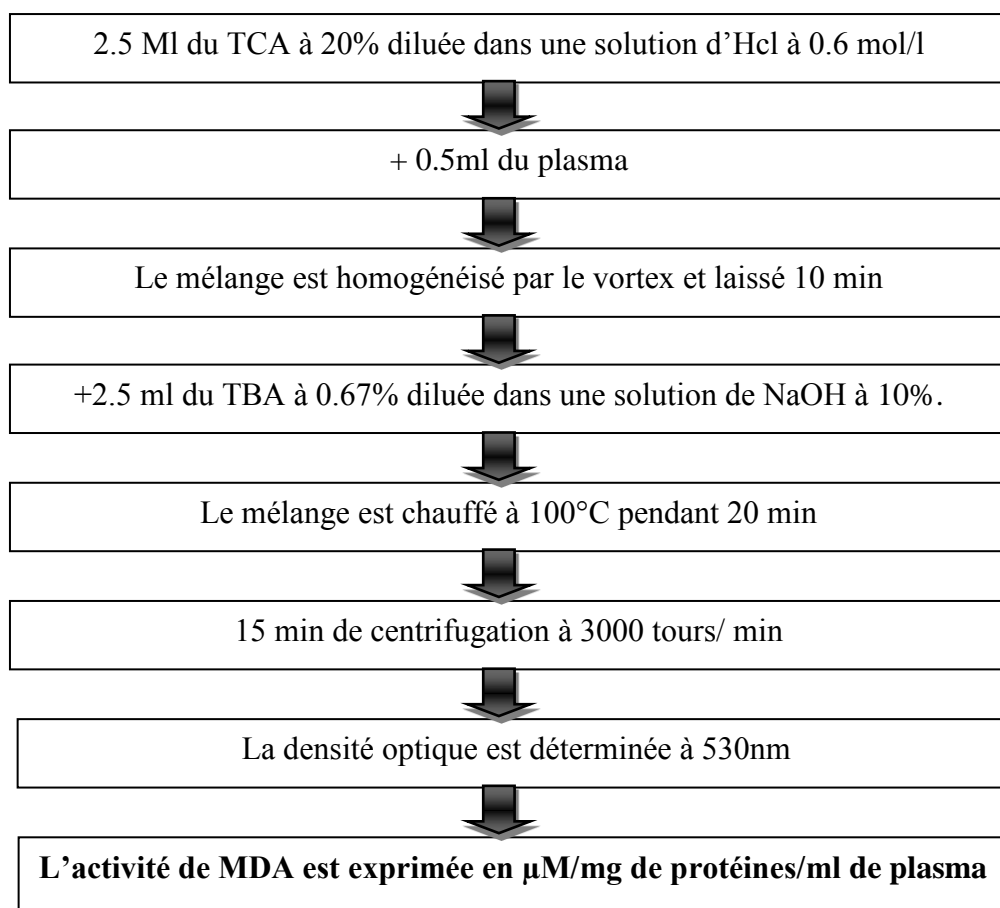 2.5 Ml du TCA à 20% diluée dans une solution d’Hcl à 0.6 mol/l
+ 0.5ml du plasma
Le mélange est homogénéisé par le vortex et laissé 10 min
+2.5 ml du TBA à 0.67% diluée dans une solution de NaOH à 10%.
Le mélange est chauffé à 100°C pendant 20 min
15 min de centrifugation à 3000 tours/ min
La densité optique est déterminée à 530nm
L’activité de MDA est exprimée en µM/mg de protéines/ml de plasma